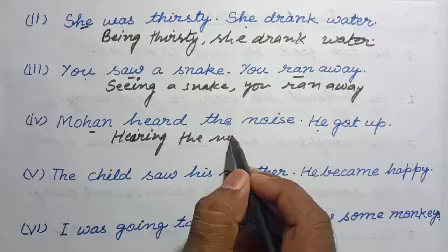 (ii) She was thirsty. She drank water.
Being thirsty, she drank water.
(iii) You saw a snake. You ran away.
Seeing a snake, you ran away
(iv) Mohan heard the noise. He got up.
Hearing the
(v) The child saw his He became happy.
(vi) I was going some monkey